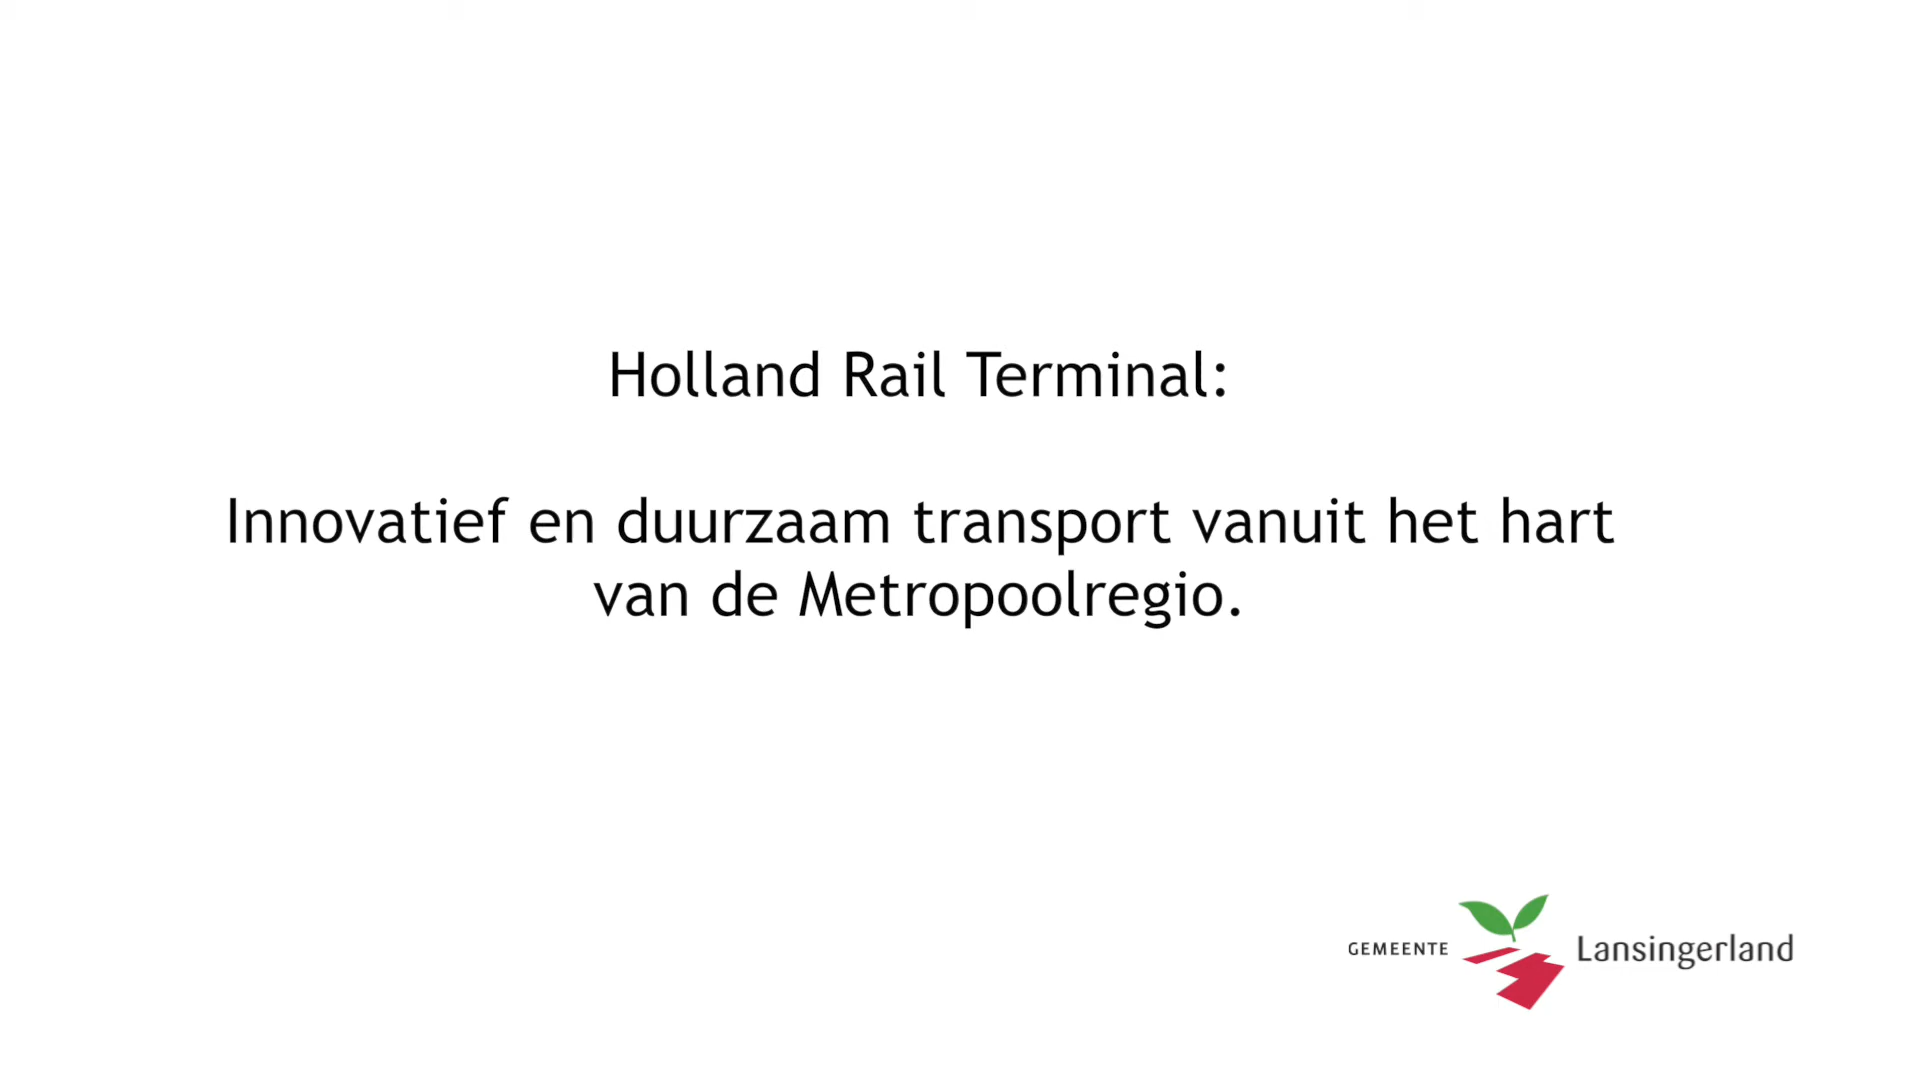 Holland Rail Terminal:
Innovatief en duurzaam transport vanuit het hart
van de Metropoolregio.
GEMEENTE Lansingerland